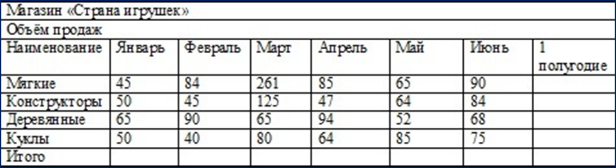 Магазин «Страна игрушек»
Объём продаж
Наименование Январь Февраль Март Апрель Май Июнь 1 полугодие
Мягкие 45 84 261 85 65 90
Конструкторы 50 45 125 47 64 84
Деревянные 65 90 65 94 52 68
Куклы 50 40 80 64 85 75
Итого